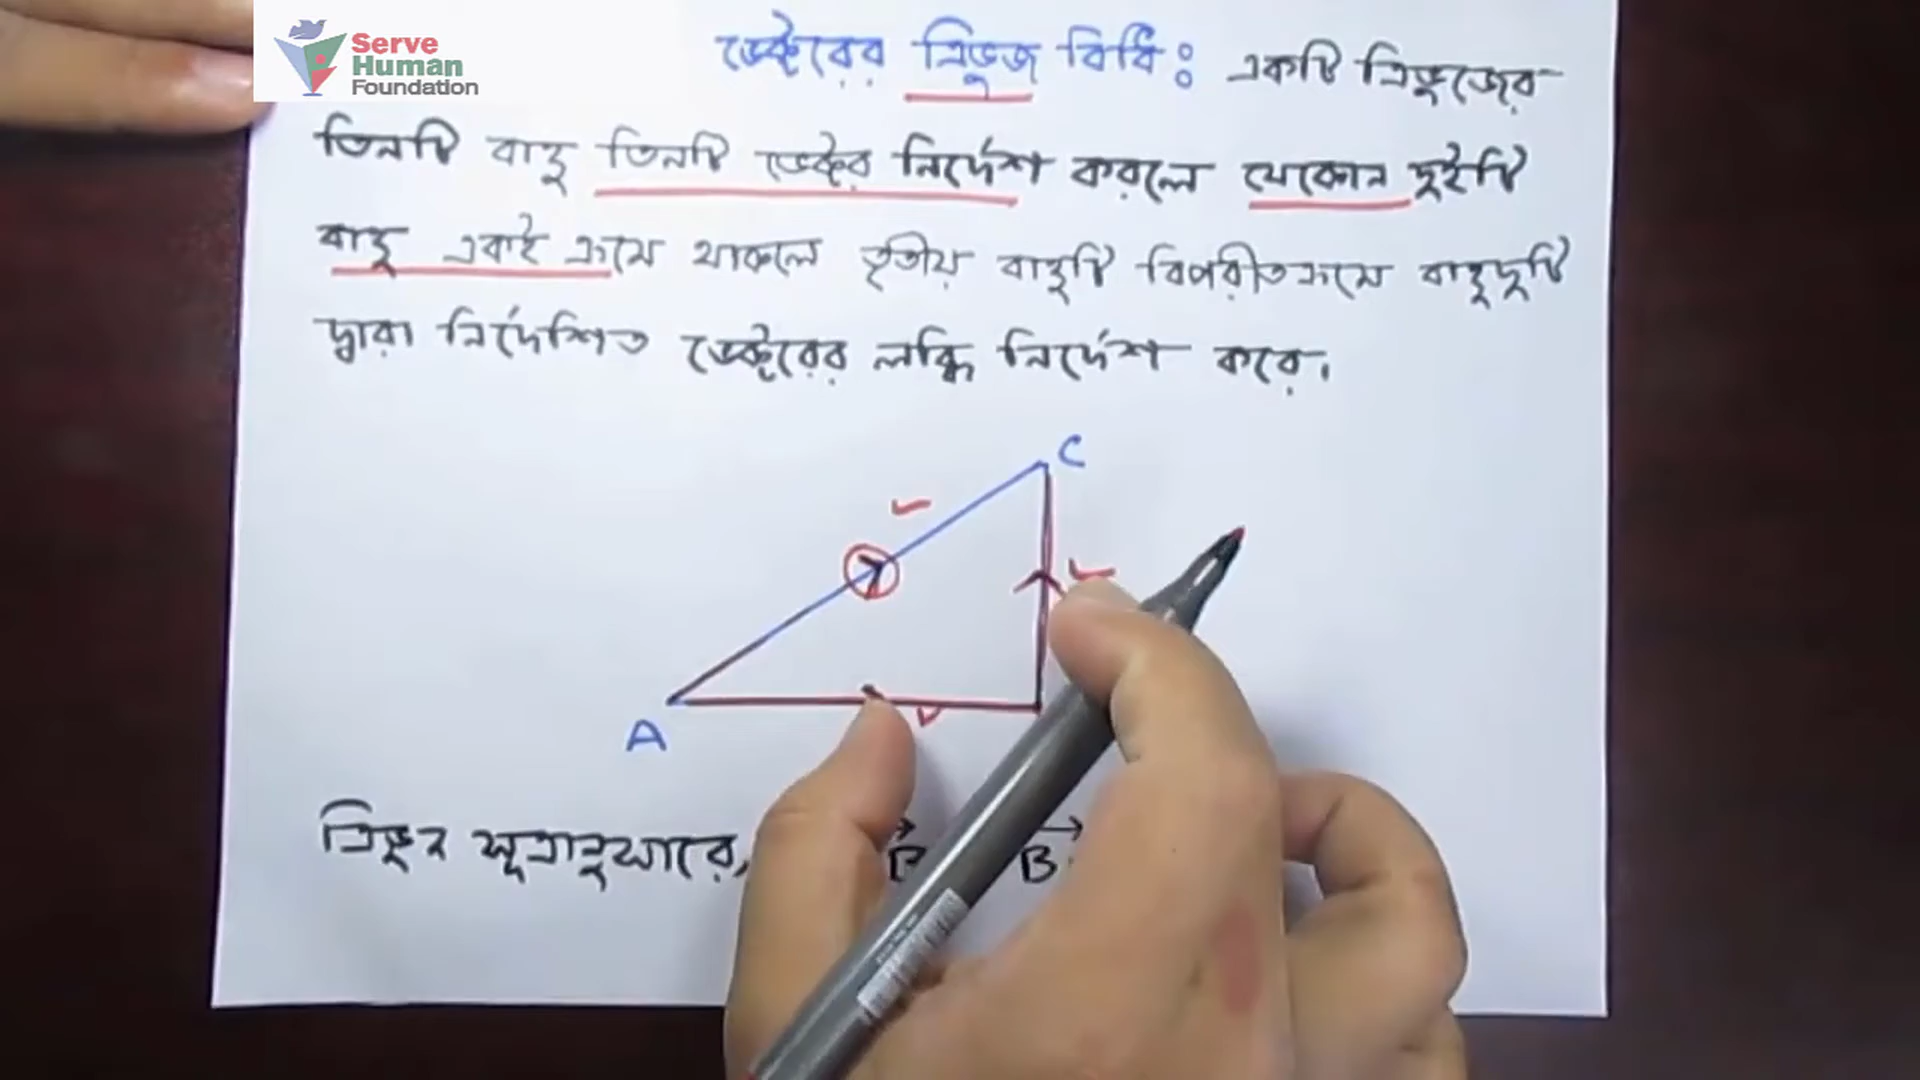 Serve
Human
Foundation
ভেক্টরের ত্রিভুজ বিধি: একটি ত্রিভুজের
তিনটি বাহু তিনটি ভেক্টর নির্দেশ করলে যেকোন দুইটি
বাহু একই ক্রমে থাকলে তৃতীয় বাহুটি বিপরীতক্রমে বাহুদুটি
দ্বারা নির্দেশিত ভেক্টরের লব্ধি নির্দেশ করে।
C
A
ত্রিভুজ সূত্রানুসারে, B